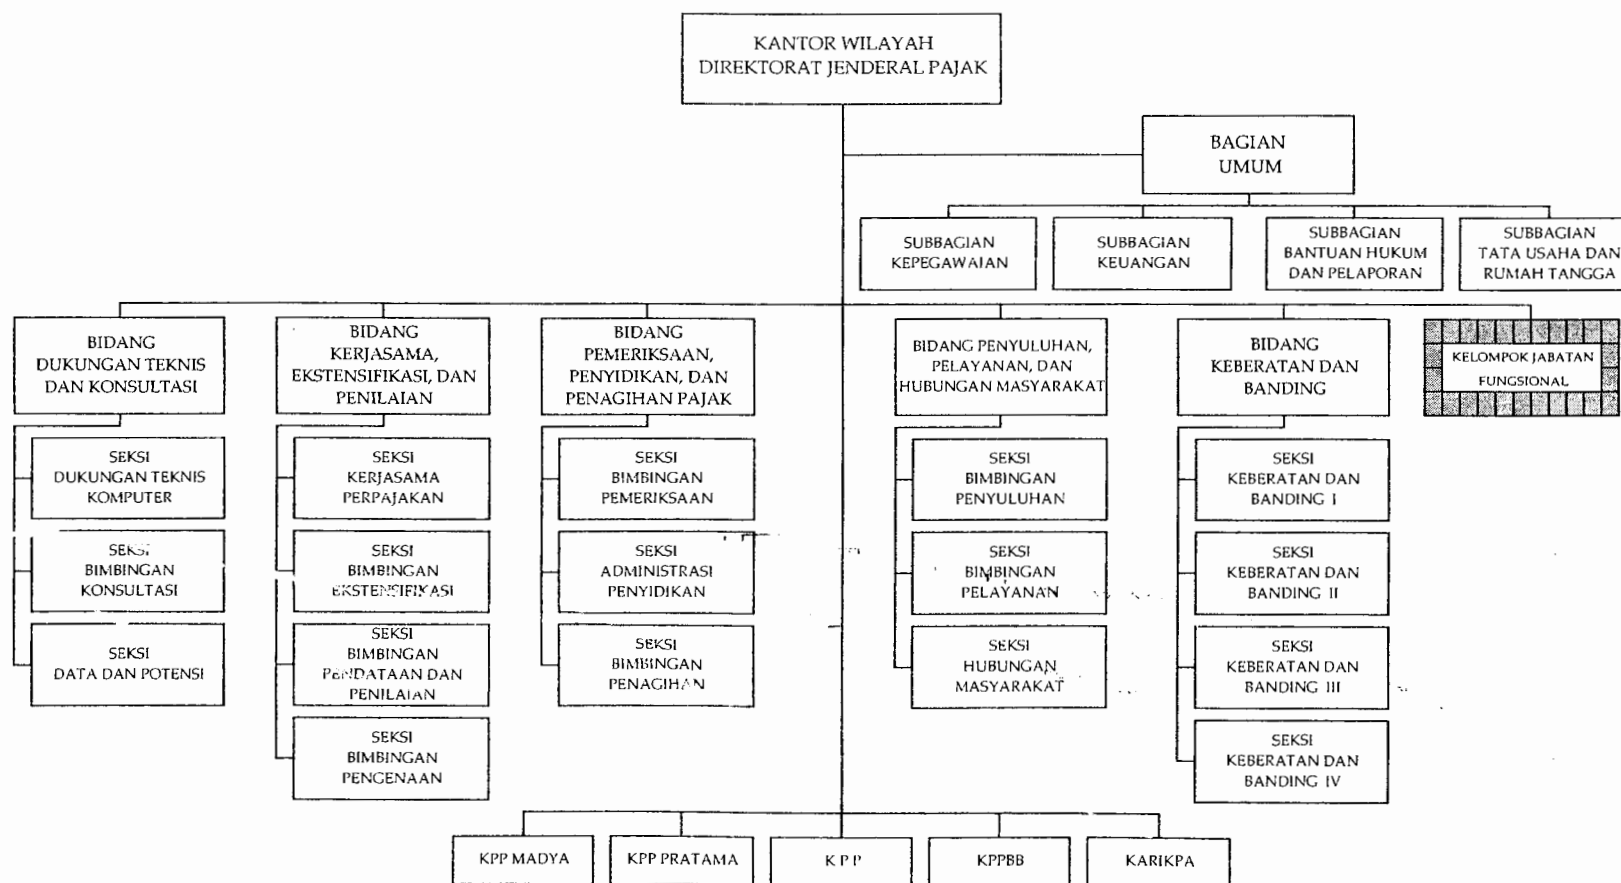 KANTOR WILAYAH
DIREKTORAT JENDERAL PAJAK
BAGIAN
UMUM
SUBBAGIAN
KEPEGAWAIAN
SUBBAGIAN
KEUANGAN
SUBBAGIAN
BANTUAN HUKUM
DAN PELAPORAN
SUBBAGIAN
TATA USAHA DAN
RUMAH TANGGA
BIDANG
DUKUNGAN TEKNIS
DAN KONSULTASI
BIDANG
KERJASAMA,
EKSTENSIFIKASI, DAN
PENILAIAN
BIDANG
PEMERIKSAAN,
PENYIDIKAN, DAN
PENAGIHAN PAJAK
BIDANG PENYULUHAN,
PELAYANAN, DAN
HUBUNGAN MASYARAKAT
BIDANG
KEBERATAN DAN
BANDING
KELOMPOK JABATAN
FUNGSIONAL
SEKSI
DUKUNGAN TEKNIS
KOMPUTER
SEKSI
BIMBINGAN
KONSULTASI
SEKSI
DATA DAN POTENSI
SEKSI
KERJASAMA
PERPAJAKAN
SEKSI
BIMBINGAN
EKSTENSIFIKASI
SEKSI
BIMBINGAN
PENDATAAN DAN
PENILAIAN
SEKSI
BIMBINGAN
PENGENAAN
SEKSI
BIMBINGAN
PEMERIKSAAN
SEKSI
ADMINISTRASI
PENYIDIKAN
SEKSI
BIMBINGAN
PENAGIHAN
SEKSI
BIMBINGAN
PENYULUHAN
SEKSI
BIMBINGAN
PELAYANAN
SEKSI
HUBUNGAN
MASYARAKAT
SEKSI
KEBERATAN DAN
BANDING I
SEKSI
KEBERATAN DAN
BANDING II
SEKSI
KEBERATAN DAN
BANDING III
SEKSI
KEBERATAN DAN
BANDING IV
KPP MADYA
KPP PRATAMA
K P P
KPPBB
KARIKPA